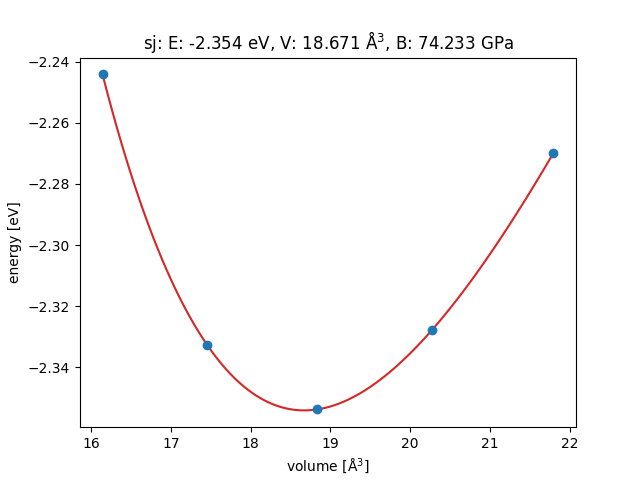 sj: E: -2.354 eV, V: 18.671 Å³, B: 74.233 GPa
−2.24
−2.26
−2.28
−2.30
−2.32
−2.34
energy [eV]
16 17 18 19 20 21 22
volume [Å³]